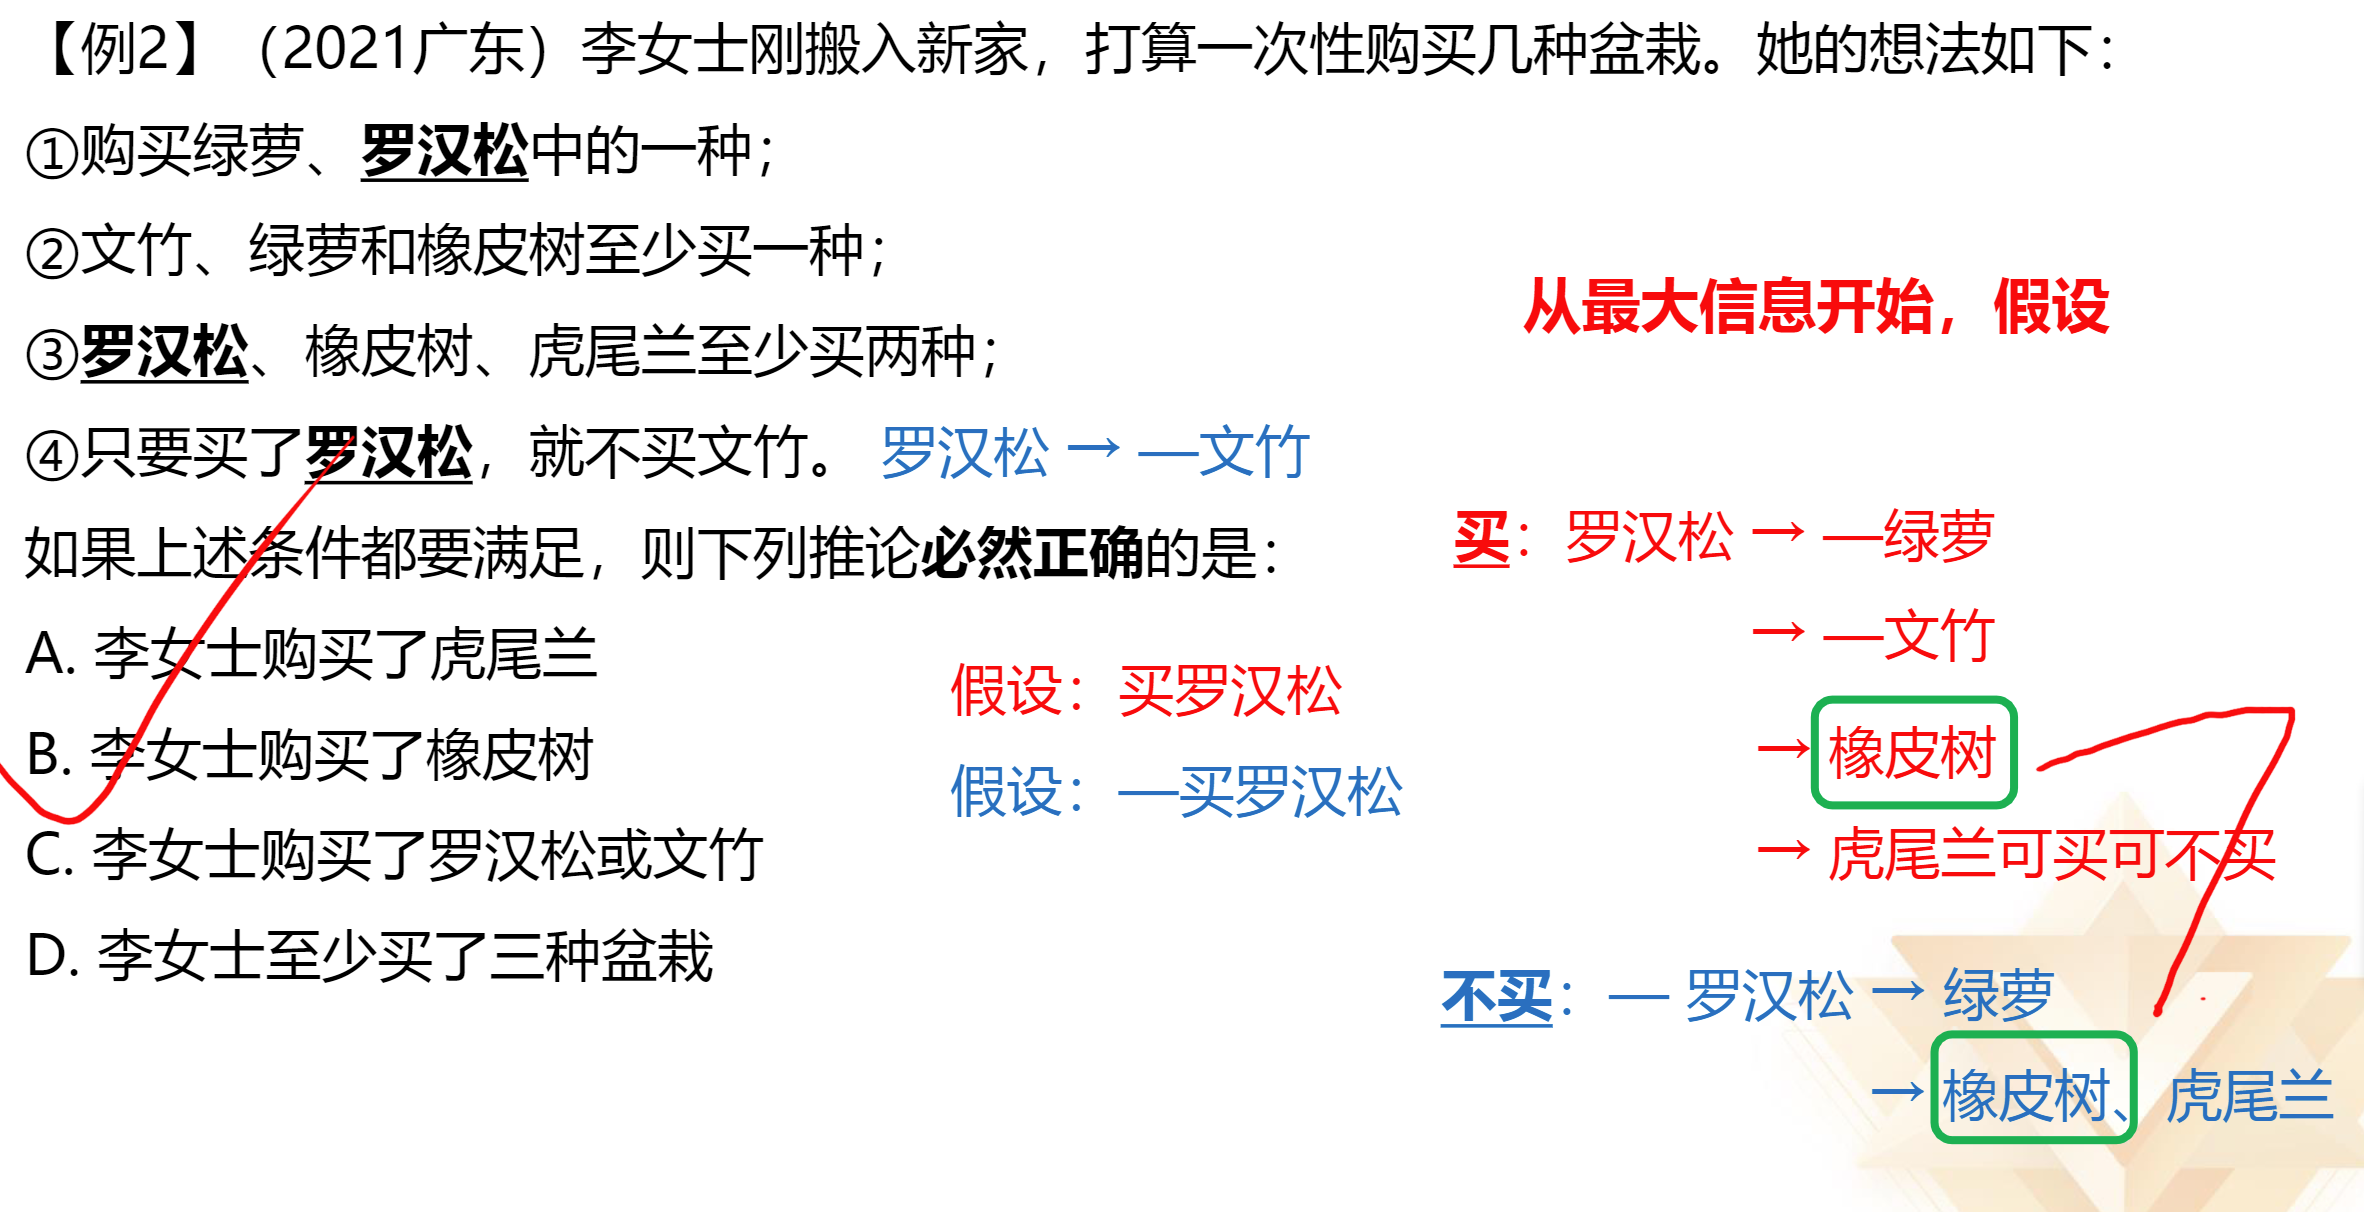 【例2】（2021广东）李女士刚搬入新家，打算一次性购买几种盆栽。她的想法如下：
①购买绿萝、罗汉松中的一种；
②文竹、绿萝和橡皮树至少买一种；
③罗汉松、橡皮树、虎尾兰至少买两种；
④只要买了罗汉松，就不买文竹。 罗汉松 → —文竹
如果上述条件都要满足，则下列推论必然正确的是：
A. 李女士购买了虎尾兰
B. 李女士购买了橡皮树
C. 李女士购买了罗汉松或文竹
D. 李女士至少买了三种盆栽
从最大信息开始，假设
假设：买罗汉松
假设：—买罗汉松
买：罗汉松 → —绿萝
→ —文竹
→ 橡皮树
→ 虎尾兰可买可不买
不买：— 罗汉松 → 绿萝
→ 橡皮树、虎尾兰